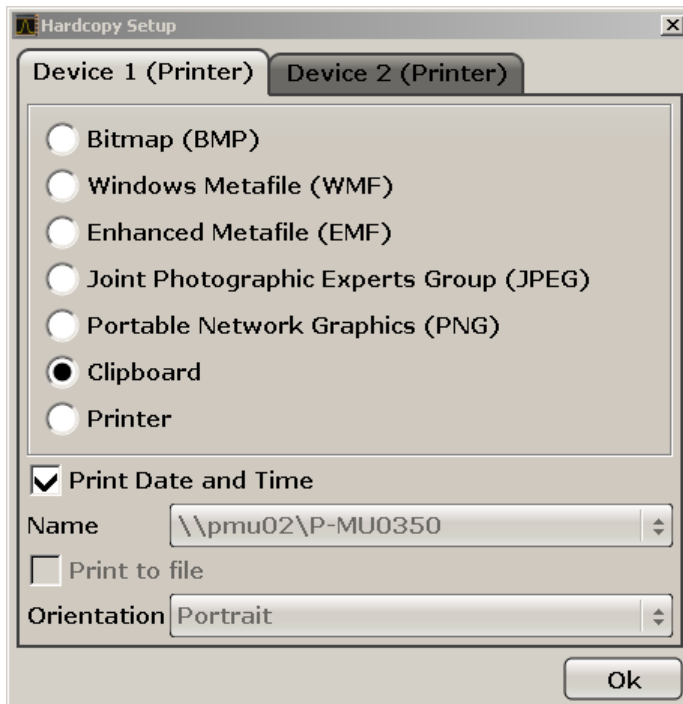 Hardcopy Setup
Device 1 (Printer) Device 2 (Printer)
Bitmap (BMP)
Windows Metafile (WMF)
Enhanced Metafile (EMF)
Joint Photographic Experts Group (JPEG)
Portable Network Graphics (PNG)
Clipboard
Printer
Print Date and Time
Name \\pmu02\P-MU0350
Print to file
Orientation Portrait
Ok